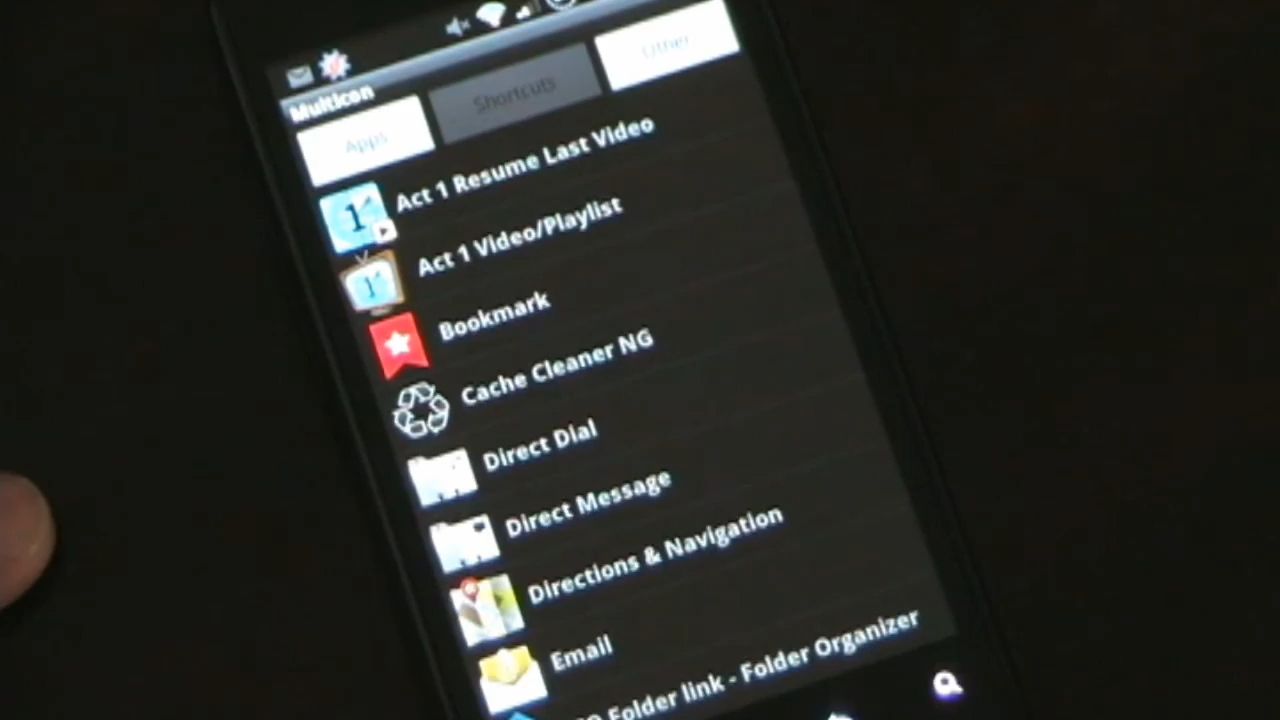 Multicon
Apps
Shortcuts
Other
Act 1 Resume Last Video
Act 1 Video/Playlist
Bookmark
Cache Cleaner NG
Direct Dial
Direct Message
Directions & Navigation
Email
Folder link - Folder Organizer